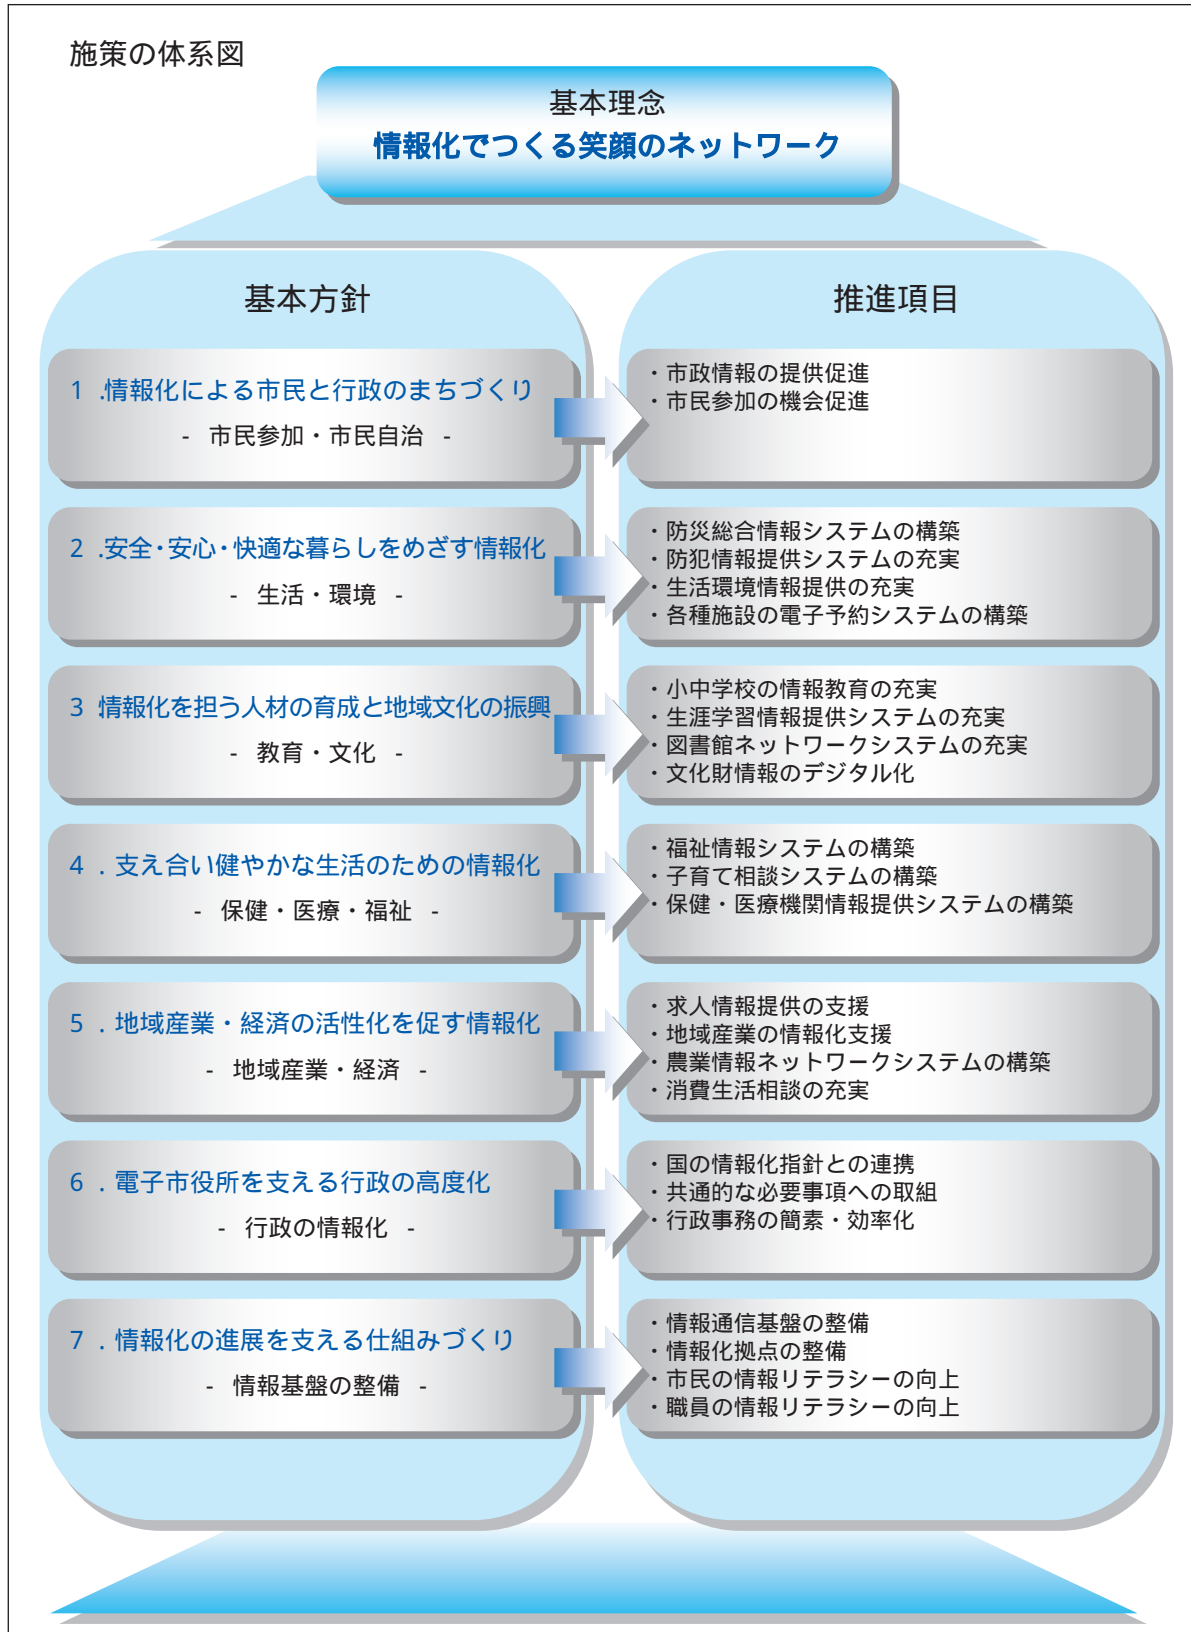 施策の体系図
基本理念
情報化でつくる笑顔のネットワーク
基本方針
推進項目
1 .情報化による市民と行政のまちづくり
- 市民参加・市民自治 -
・市政情報の提供促進
・市民参加の機会促進
2 .安全・安心・快適な暮らしをめざす情報化
- 生活・環境 -
・防災総合情報システムの構築
・防犯情報提供システムの充実
・生活環境情報提供の充実
・各種施設の電子予約システムの構築
3 情報化を担う人材の育成と地域文化の振興
- 教育・文化 -
・小中学校の情報教育の充実
・生涯学習情報提供システムの充実
・図書館ネットワークシステムの充実
・文化財情報のデジタル化
4 . 支え合い健やかな生活のための情報化
- 保健・医療・福祉 -
・福祉情報システムの構築
・子育て相談システムの構築
・保健・医療機関情報提供システムの構築
5 . 地域産業・経済の活性化を促す情報化
- 地域産業・経済 -
・求人情報提供の支援
・地域産業の情報化支援
・農業情報ネットワークシステムの構築
・消費生活相談の充実
6 . 電子市役所を支える行政の高度化
- 行政の情報化 -
・国の情報化指針との連携
・共通的な必要事項への取組
・行政事務の簡素・効率化
7 . 情報化の進展を支える仕組みづくり
- 情報基盤の整備 -
・情報通信基盤の整備
・情報化拠点の整備
・市民の情報リテラシーの向上
・職員の情報リテラシーの向上